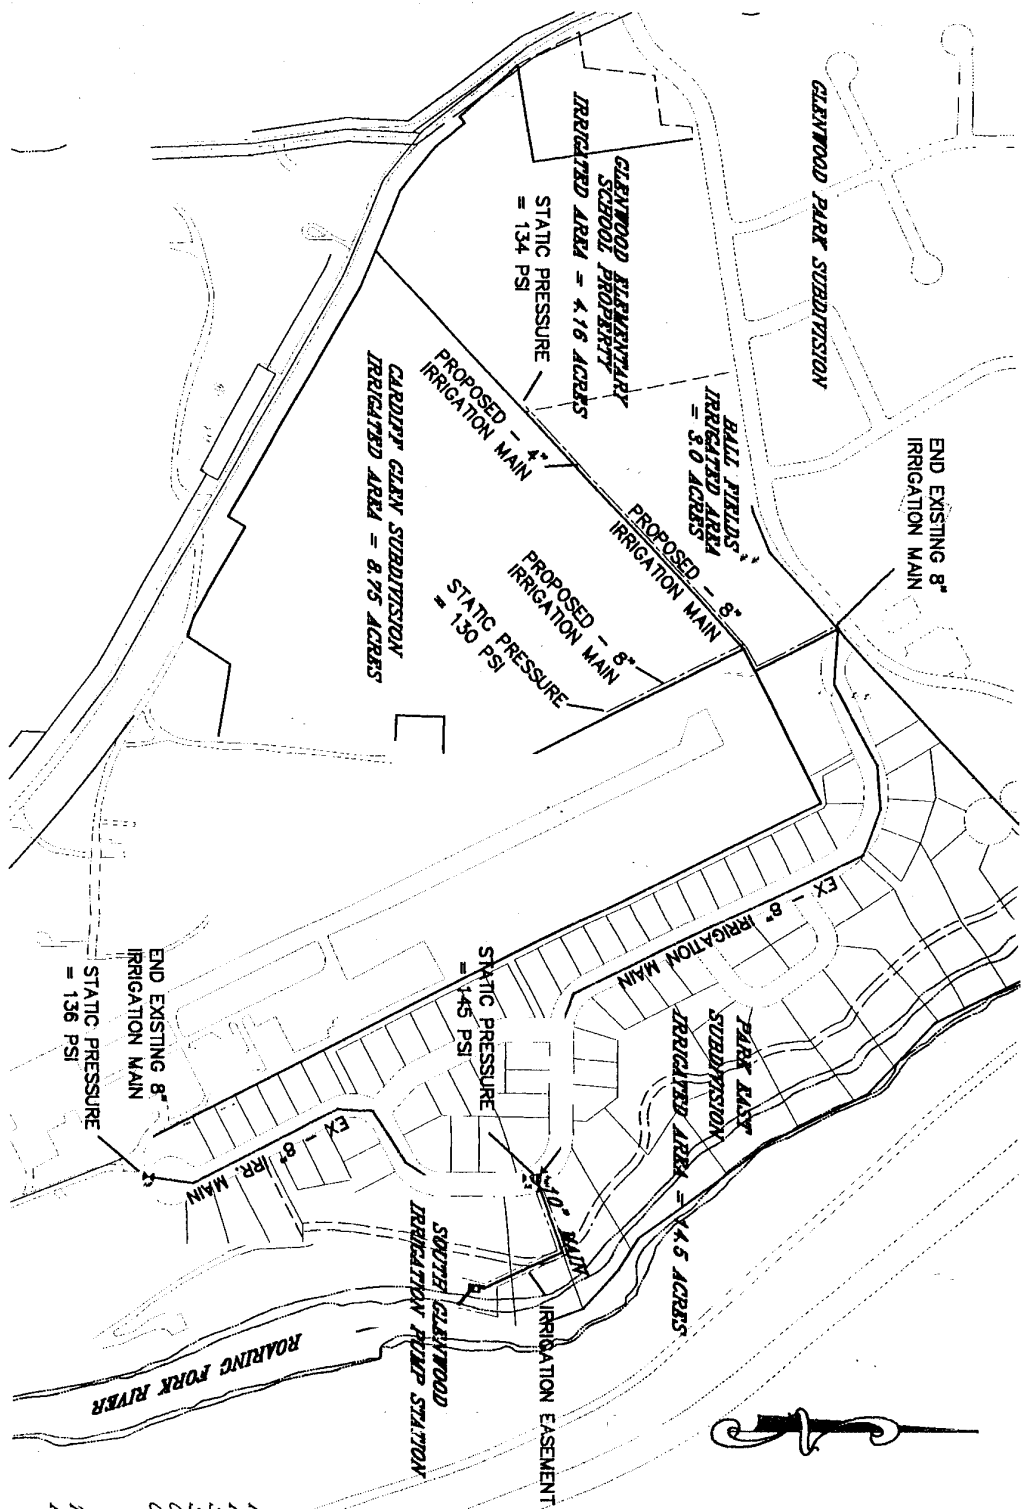 GLENWOOD PARK SUBDIVISION
GLENWOOD ELEMENTARY
SCHOOL PROPERTY
IRRIGATED AREA = 4.16 ACRES
STATIC PRESSURE
= 134 PSI
END EXISTING 8"
IRRIGATION MAIN
BALL FIELDS
IRRIGATED AREA
= 3.0 ACRES
PROPOSED - 4"
IRRIGATION MAIN
PROPOSED - 8"
IRRIGATION MAIN
PROPOSED - 8"
IRRIGATION MAIN
STATIC PRESSURE
= 130 PSI
CARDIFF GLEN SUBDIVISION
IRRIGATED AREA = 8.75 ACRES
EX - 8" IRRIGATION MAIN
PARK EAST
SUBDIVISION
IRRIGATED AREA = 14.5 ACRES
STATIC PRESSURE
= 145 PSI
END EXISTING 8"
IRRIGATION MAIN
STATIC PRESSURE
= 136 PSI
EX - 8" IRR. MAIN
10" MAIN
IRRIGATION EASEMENT
SOUTH GLENWOOD
IRRIGATION PUMP STATION
ROARING FORK RIVER